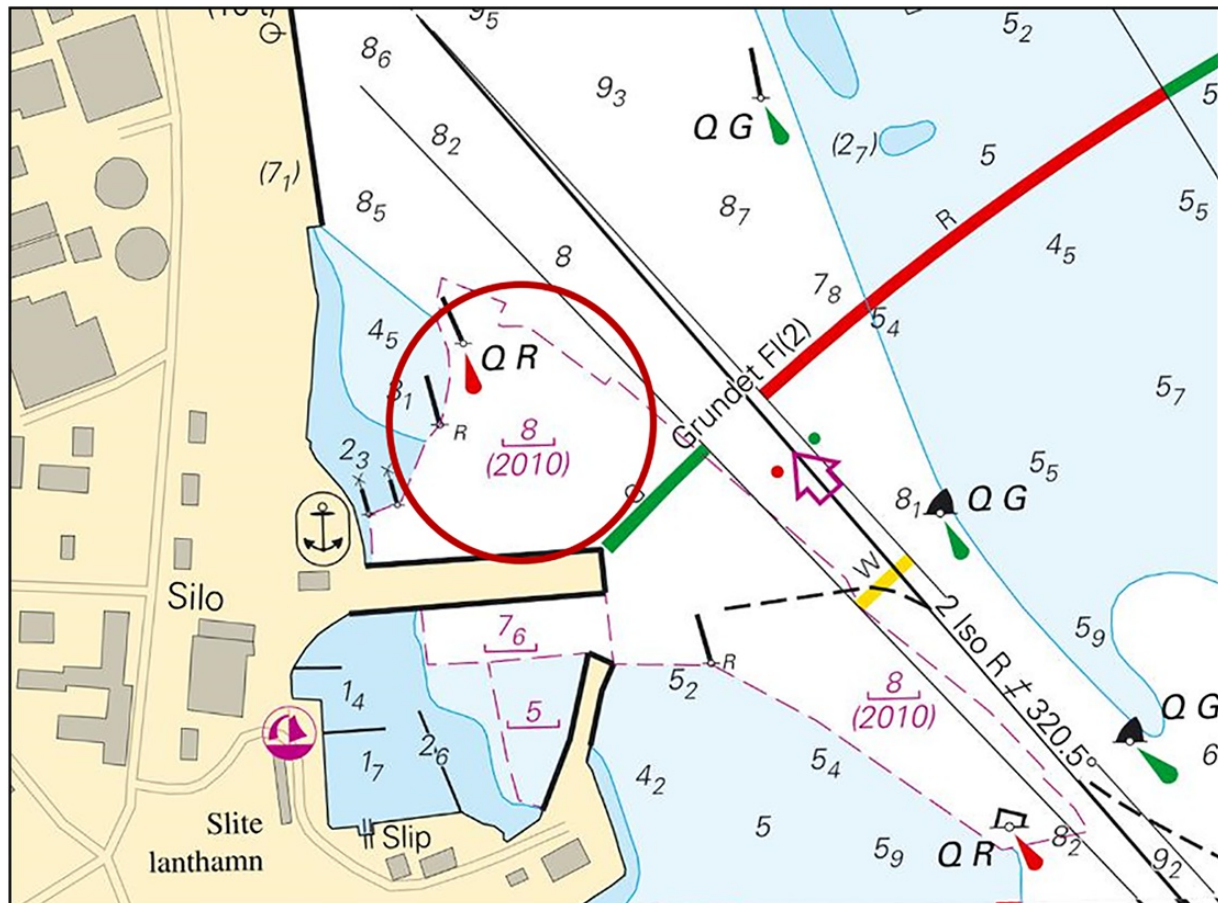 9₅
8₆
5₂
9₃
Q G
8₂
(2₇)
5
(7₁)
R
5₅
8₅
8₇
4₅
8
7₈
5₄
4₅
Q R
Grundet Fl(2)
3₁
R
5₇
8
(2010)
2₃
5₅
G
8₁
Q G
W
Silo
2 Iso R ≠ 320.5°
7₆
5₉
R
5₂
8
(2010)
1₄
5
Q G
2₆
6
1₇
4₂
5₄
Slite
lanthamn
Slip
5
5₉
Q R
8₂
9₂